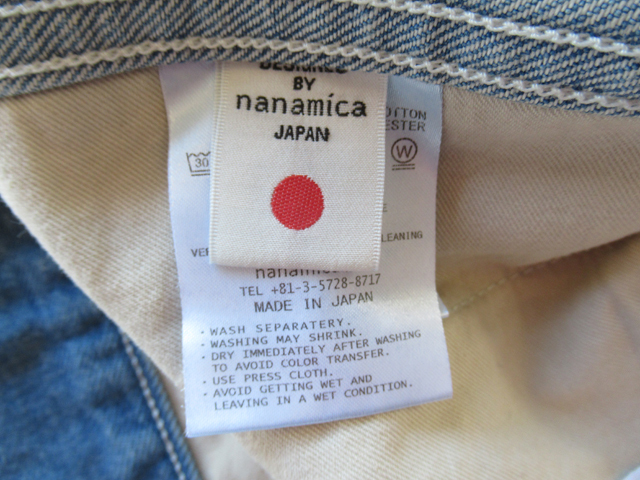 DESIGNED
BY
nanamica
JAPAN
30
W
E
LEANING
VER
nanamica
TEL +81-3-5728-8717
MADE IN JAPAN
· WASH SEPARATERY.
· WASHING MAY SHRINK.
· DRY IMMEDIATELY AFTER WASHING
TO AVOID COLOR TRANSFER.
· USE PRESS CLOTH.
· AVOID GETTING WET AND
LEAVING IN A WET CONDITION.